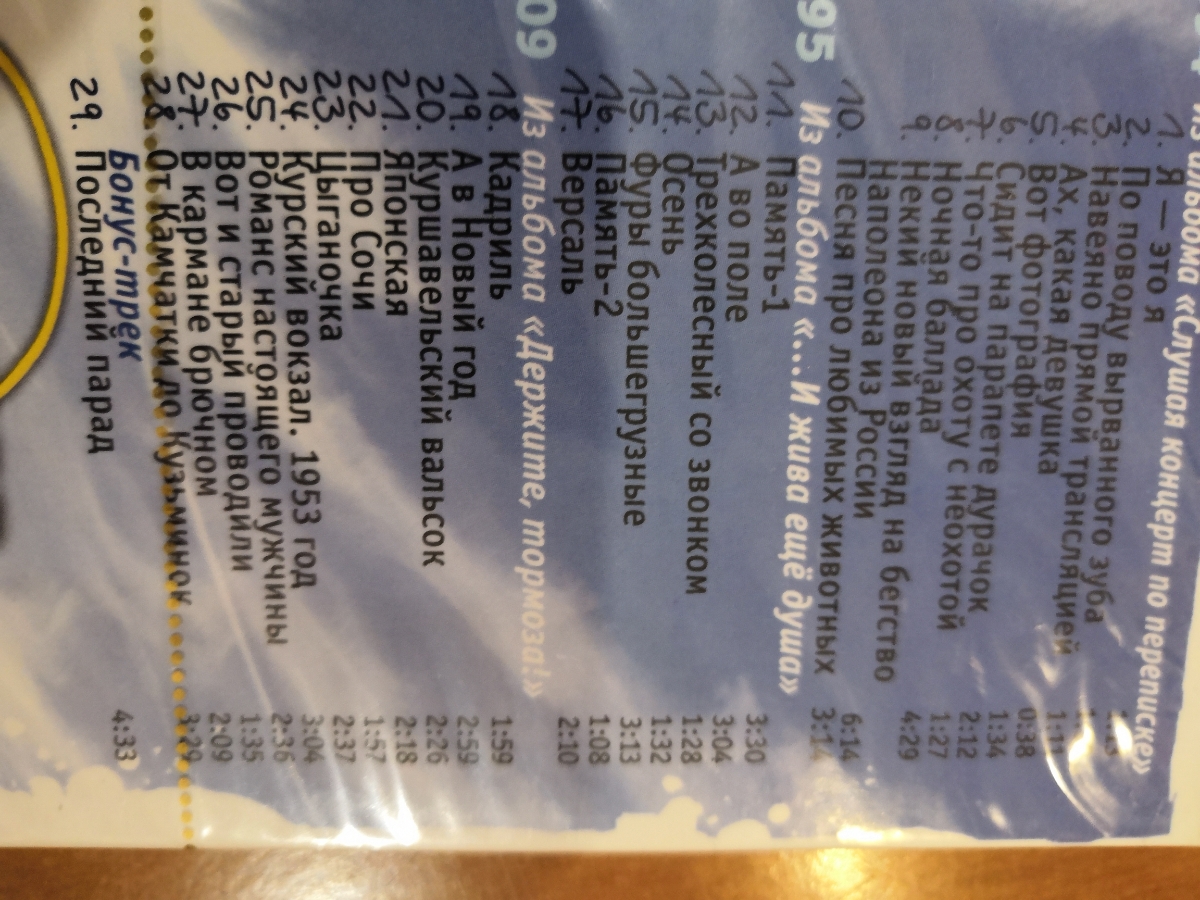 Из альбома «Слушая концерт по переписке»
1. Я — это я
2. По поводу вырванного зуба
3. Навеяно прямой трансляцией 1:11
4. Ах, какая девушка 0:38
5. Вот фотография 1:34
6. Сидит на парапете дурачок 2:12
7. Что-то про охоту с неохотой 1:27
8. Ночная баллада 4:29
9. Некий новый взгляд на бегство
Наполеона из России 6:14
10. Песня про любимых животных 3:14
95 Из альбома «...И жива ещё душа»
11. Память-1 3:30
12. А во поле 3:04
13. Трехколесный со звонком 1:28
14. Осень 1:32
15. Фуры большегрузные 3:13
16. Память-2 1:08
17. Версаль 2:10
09 Из альбома «Держите, тормоза!»
18. Кадриль 1:59
19. А в Новый год 2:59
20. Куршавельский вальсок 2:26
21. Японская 2:18
22. Про Сочи 1:57
23. Цыганочка 2:37
24. Курский вокзал. 1953 год 3:04
25. Романс настоящего мужчины 2:36
26. Вот и старый проводили 1:35
27. В кармане брючном 2:09
28. От Камчатки до Кузьминок 3:29
Бонус-трек
29. Последний парад 4:33